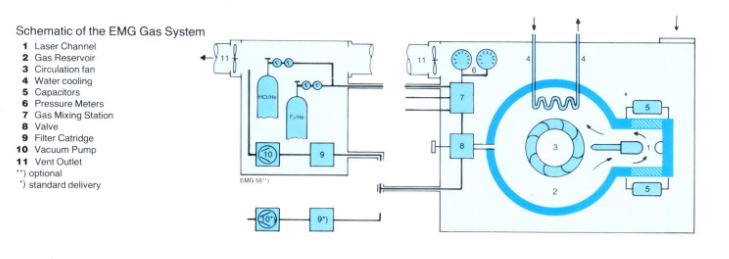 Schematic of the EMG Gas System
1 Laser Channel
2 Gas Reservoir
3 Circulation fan
4 Water cooling
5 Capacitors
6 Pressure Meters
7 Gas Mixing Station
8 Valve
9 Filter Catridge
10 Vacuum Pump
11 Vent Outlet
**) optional
*) standard delivery
11
HCl/He
F₂/He
10
9
EMG 56**)
10*)
9*)
11
6
7
8
4
4
3
2
5
1
5